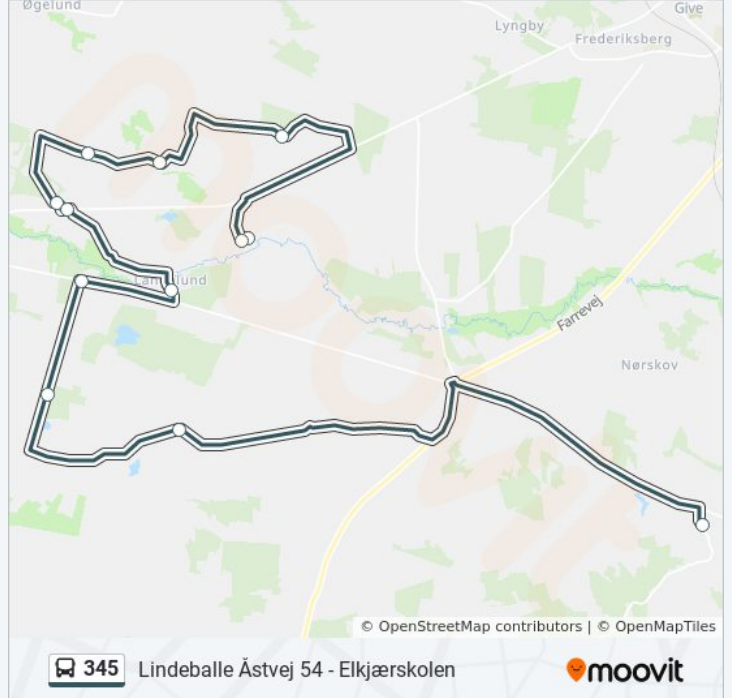 Øgelund
Give
Lyngby
Frederiksberg
Farrevej
Nørskov
© OpenStreetMap contributors | © OpenMapTiles
345 Lindeballe Åstvej 54 - Elkjærskolen
moovit